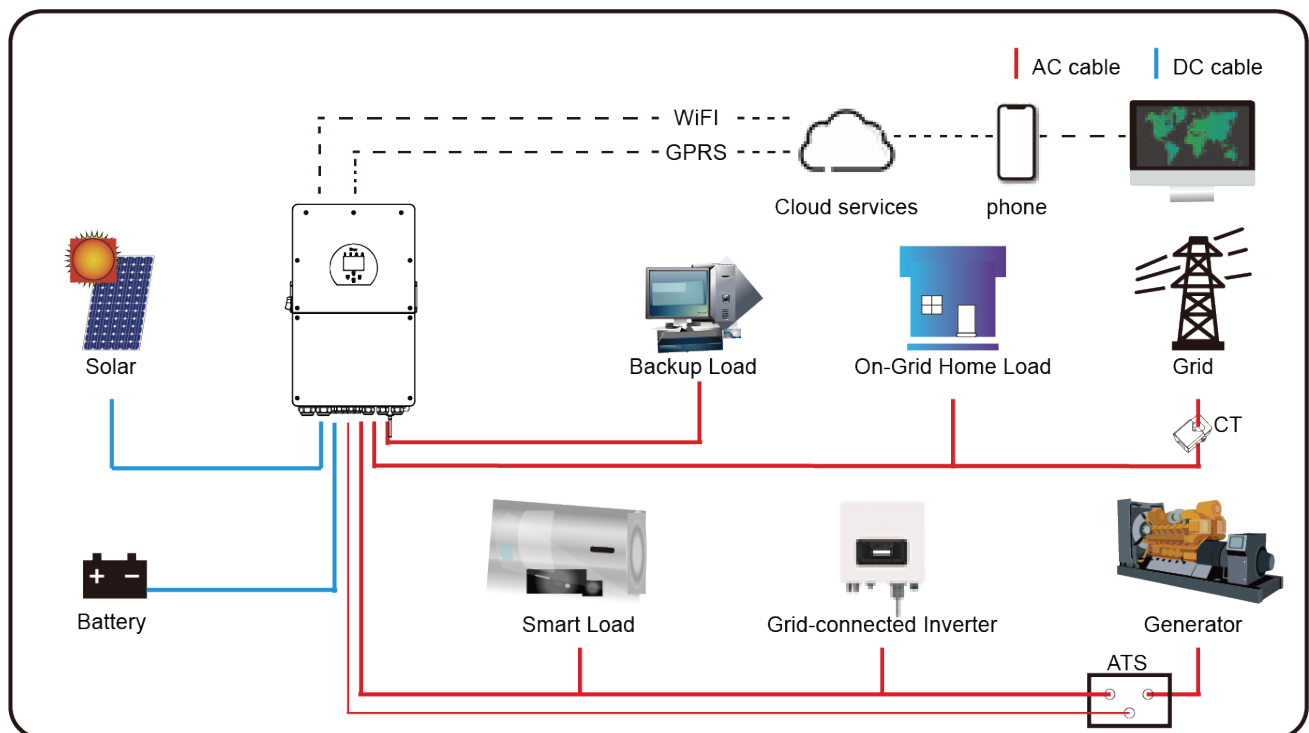 AC cable
DC cable
WiFI
GPRS
Cloud services
phone
Solar
Backup Load
On-Grid Home Load
Grid
CT
Battery
Smart Load
Grid-connected Inverter
Generator
ATS